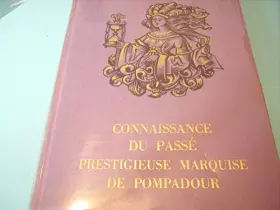 CONNAISSANCE
DU PASSÉ
PRESTIGIEUSE MARQUISE
DE POMPADOUR